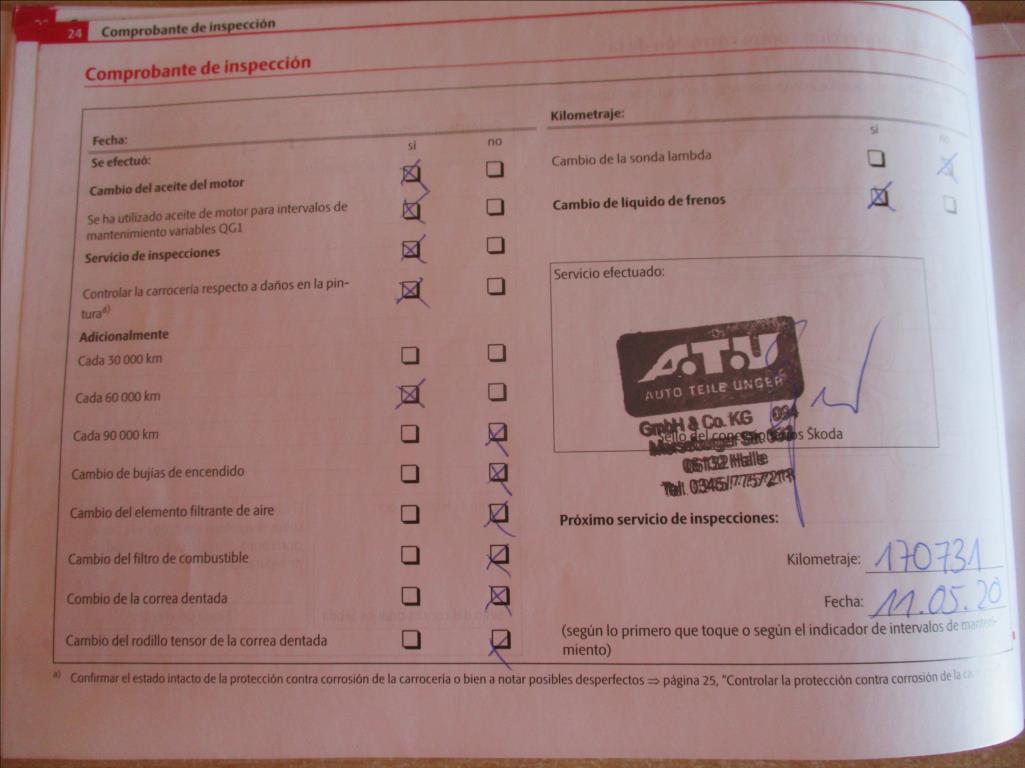 24 Comprobante de inspección
Comprobante de inspección
Fecha:
sí no
Se efectuó:
Cambio del aceite del motor
Se ha utilizado aceite de motor para intervalos de
mantenimiento variables QG1
Servicio de inspecciones
Controlar la carrocería respecto a daños en la pin-
tura a)
Adicionalmente
Cada 30 000 km
Cada 60 000 km
Cada 90 000 km
Cambio de bujías de encendido
Cambio del elemento filtrante de aire
Cambio del filtro de combustible
Combio de la correa dentada
Cambio del rodillo tensor de la correa dentada
Kilometraje:
sí no
Cambio de la sonda lambda
Cambio de líquido de frenos
Servicio efectuado:
A.T.U
AUTO TEILE UNGER
GmbH & Co. KG
Sello del Škoda
06132 Halle
Tel. 0345/7757211
Próximo servicio de inspecciones:
Kilometraje: 170731
Fecha: 11.05.20
(según lo primero que toque o según el indicador de intervalos de manteni-
miento)
a) Confirmar el estado intacto de la protección contra corrosión de la carrocería o bien a notar posibles desperfectos ⇒ página 25, "Controlar la protección contra corrosión de la